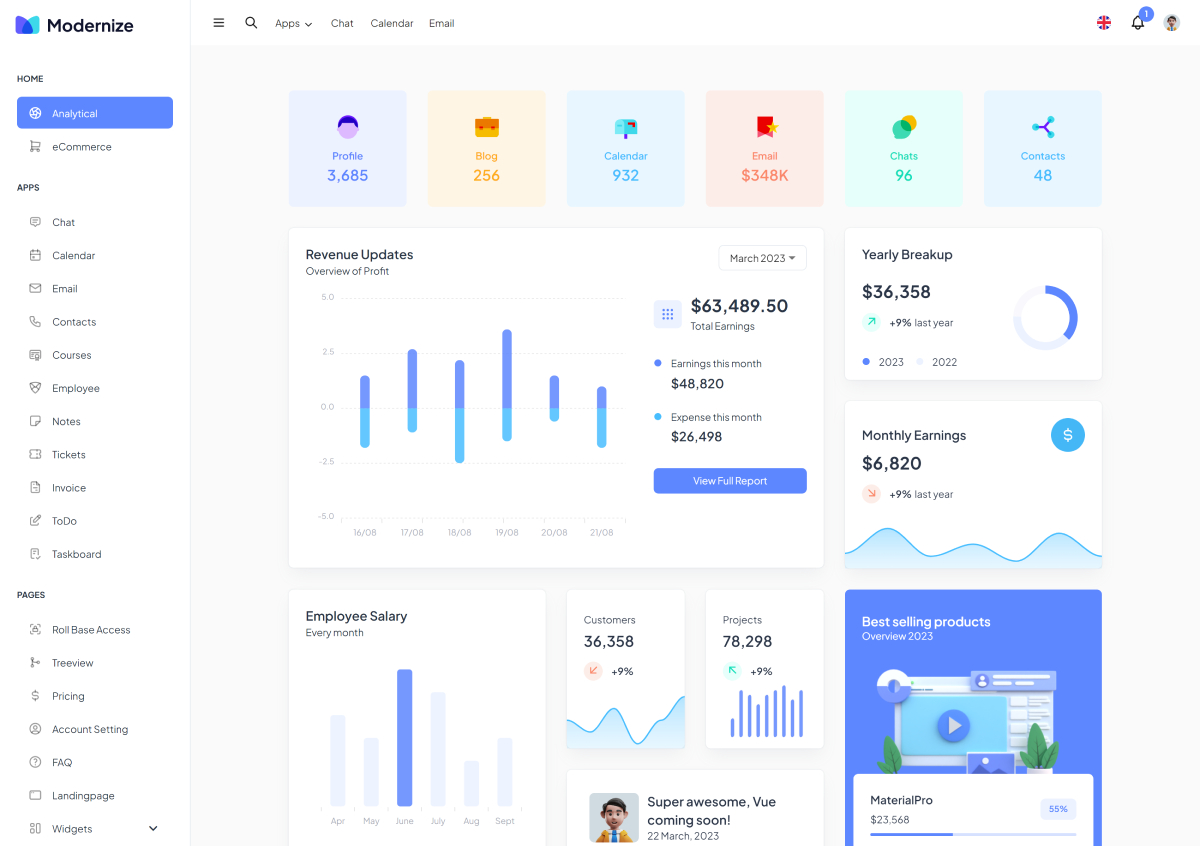 Modernize
Apps
Chat
Calendar
Email
1
HOME
Analytical
eCommerce
APPS
Chat
Calendar
Email
Contacts
Courses
Employee
Notes
Tickets
Invoice
ToDo
Taskboard
PAGES
Roll Base Access
Treeview
Pricing
Account Setting
FAQ
Landingpage
Widgets
Profile
3,685
Blog
256
Calendar
932
Email
$348K
Chats
96
Contacts
48
Revenue Updates
Overview of Profit
March 2023
5.0
2.5
0.0
-2.5
-5.0
16/08
17/08
18/08
19/08
20/08
21/08
$63,489.50
Total Earnings
Earnings this month
$48,820
Expense this month
$26,498
View Full Report
Yearly Breakup
$36,358
+9% last year
2023
2022
Monthly Earnings
$
$6,820
+9% last year
Employee Salary
Every month
Apr
May
June
July
Aug
Sept
Customers
36,358
+9%
Projects
78,298
+9%
Super awesome, Vue
coming soon!
22 March, 2023
Best selling products
Overview 2023
MaterialPro
$23,568
55%